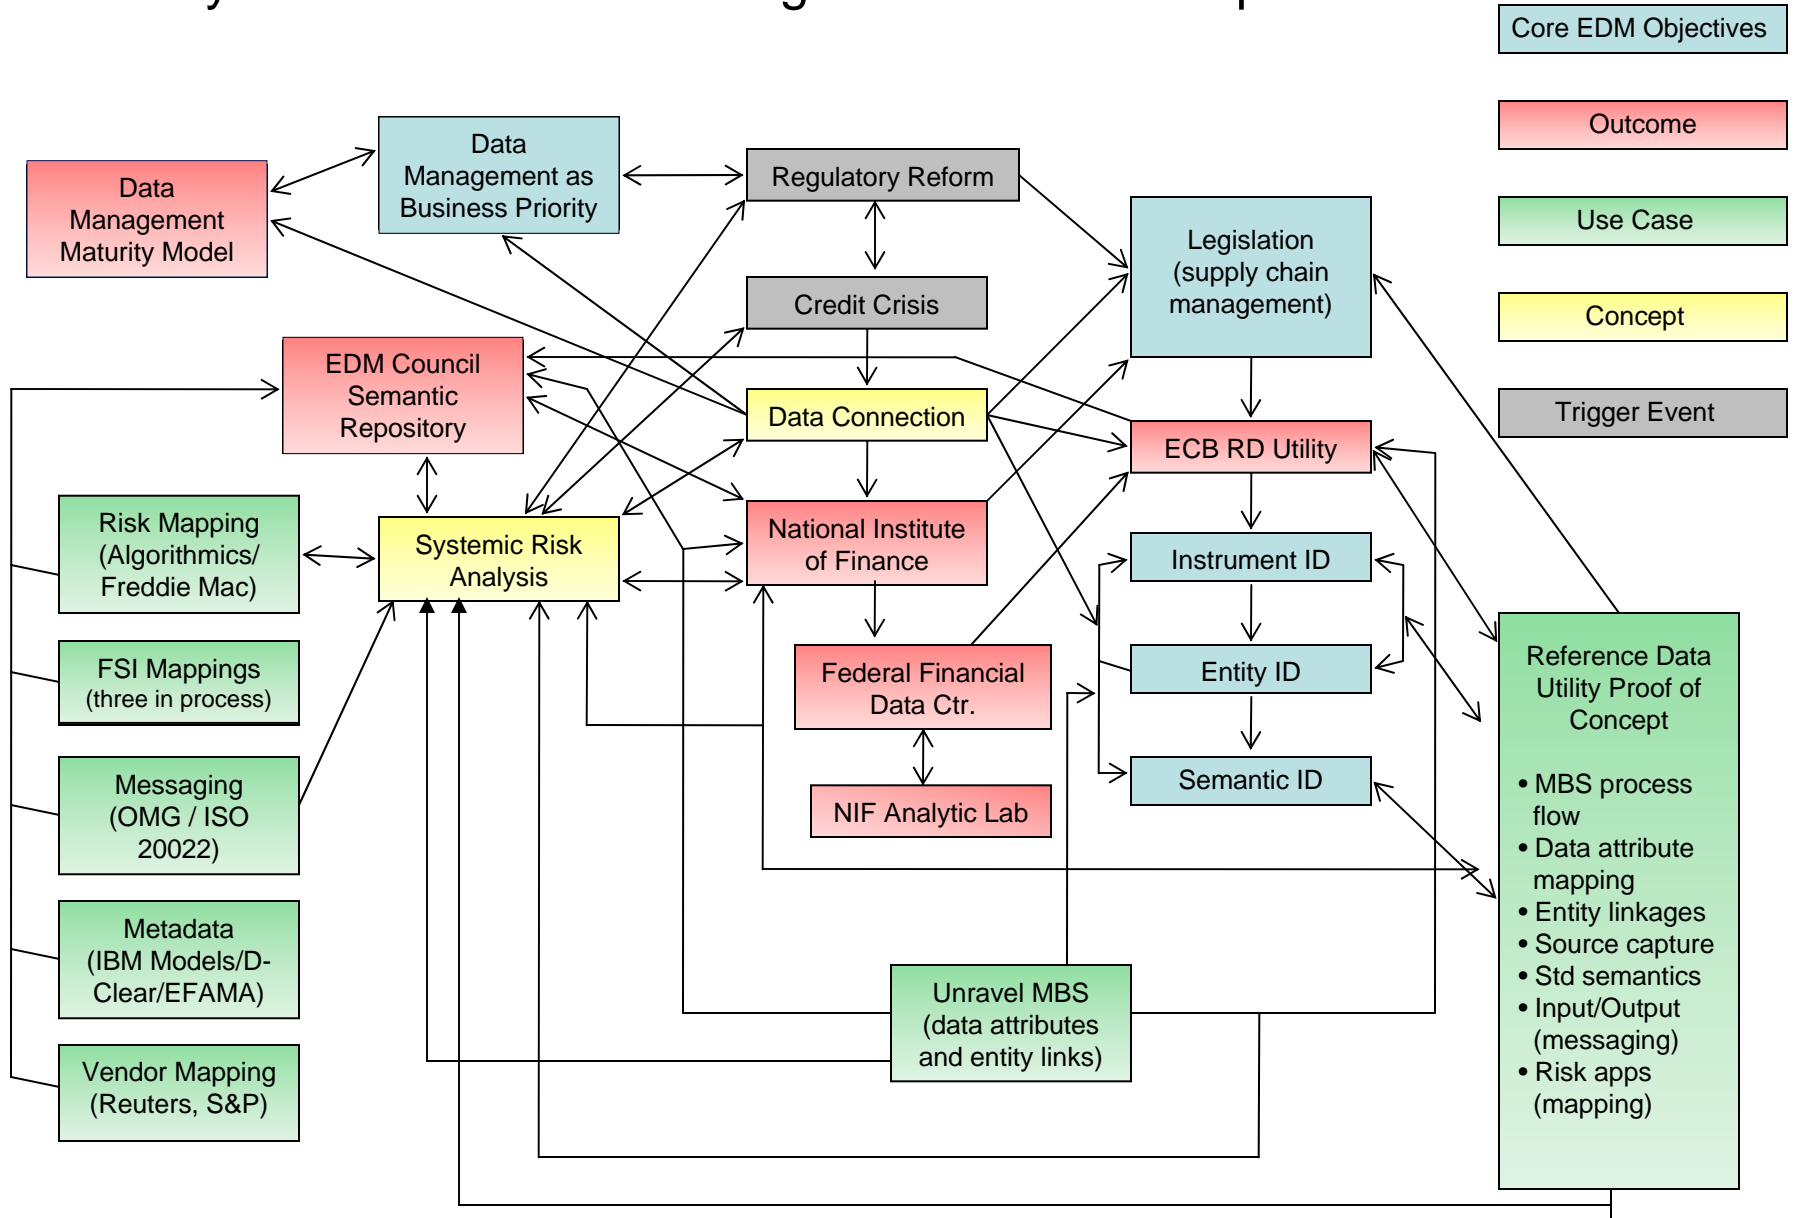 Core EDM Objectives
Outcome
Use Case
Concept
Trigger Event
Data
Management
Maturity Model
Data
Management as
Business Priority
Regulatory Reform
Legislation
(supply chain
management)
Credit Crisis
EDM Council
Semantic
Repository
Data Connection
ECB RD Utility
Risk Mapping
(Algorithmics/
Freddie Mac)
Systemic Risk
Analysis
National Institute
of Finance
Instrument ID
FSI Mappings
(three in process)
Federal Financial
Data Ctr.
Entity ID
Messaging
(OMG / ISO
20022)
NIF Analytic Lab
Semantic ID
Metadata
(IBM Models/D-
Clear/EFAMA)
Vendor Mapping
(Reuters, S&P)
Unravel MBS
(data attributes
and entity links)
Reference Data
Utility Proof of
Concept
• MBS process
flow
• Data attribute
mapping
• Entity linkages
• Source capture
• Std semantics
• Input/Output
(messaging)
• Risk apps
(mapping)